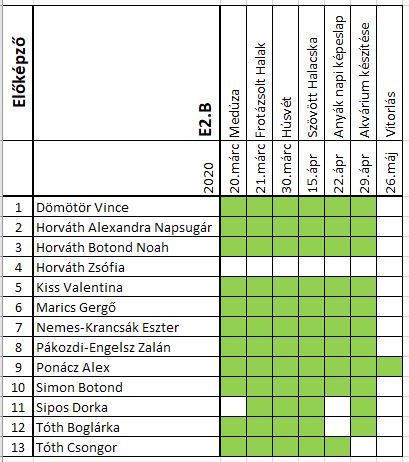 Előképző
E2.B
2020
20.márc Medúza
21.márc Frotázsolt Halak
30.márc Húsvét
15.ápr Szövött Halacska
22.ápr Anyák napi képeslap
29.ápr Akvárium készítése
26.máj Vitorlás
1 Dömötör Vince
2 Horváth Alexandra Napsugár
3 Horváth Botond Noah
4 Horváth Zsófia
5 Kiss Valentina
6 Marics Gergő
7 Nemes-Krancsák Eszter
8 Pákozdi-Engelsz Zalán
9 Ponácz Alex
10 Simon Botond
11 Sipos Dorka
12 Tóth Boglárka
13 Tóth Csongor